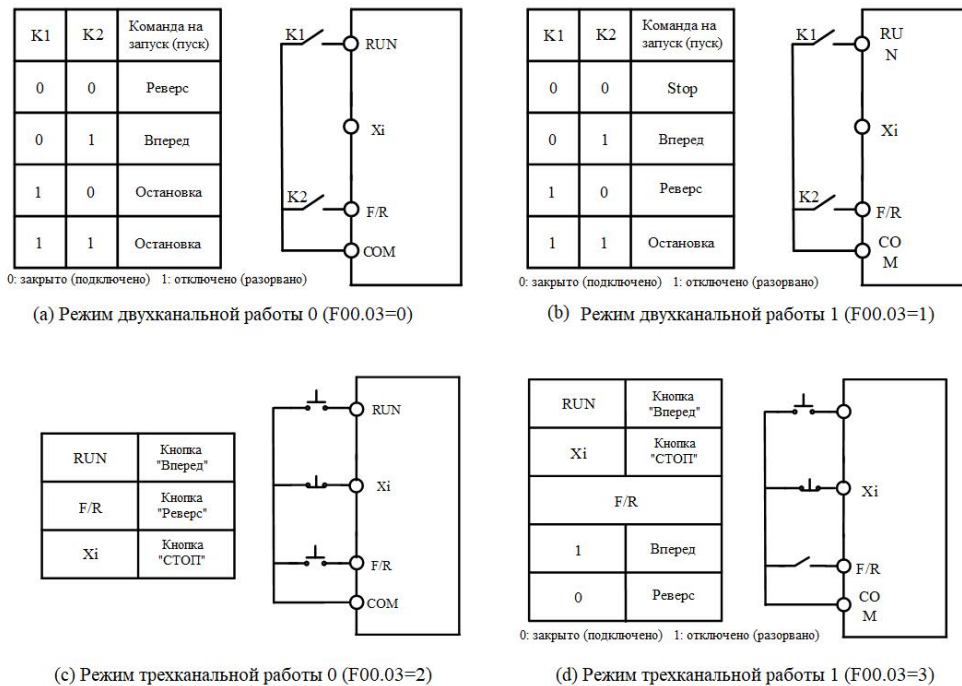 K1 K2 Команда на запуск (пуск)
0 0 Реверс
0 1 Вперед
1 0 Остановка
1 1 Остановка
0: закрыто (подключено) 1: отключено (разорвано)
K1
RUN
Xi
K2
F/R
COM
(a) Режим двухканальной работы 0 (F00.03=0)
K1 K2 Команда на запуск (пуск)
0 0 Stop
0 1 Вперед
1 0 Реверс
1 1 Остановка
0: закрыто (подключено) 1: отключено (разорвано)
K1
RU
N
Xi
K2
F/R
CO
M
(b) Режим двухканальной работы 1 (F00.03=1)
RUN Кнопка "Вперед"
F/R Кнопка "Реверс"
Xi Кнопка "СТОП"
RUN
Xi
F/R
COM
(c) Режим трехканальной работы 0 (F00.03=2)
RUN Кнопка "Вперед"
Xi Кнопка "СТОП"
F/R
1 Вперед
0 Реверс
0: закрыто (подключено) 1: отключено (разорвано)
Xi
F/R
CO
M
(d) Режим трехканальной работы 1 (F00.03=3)